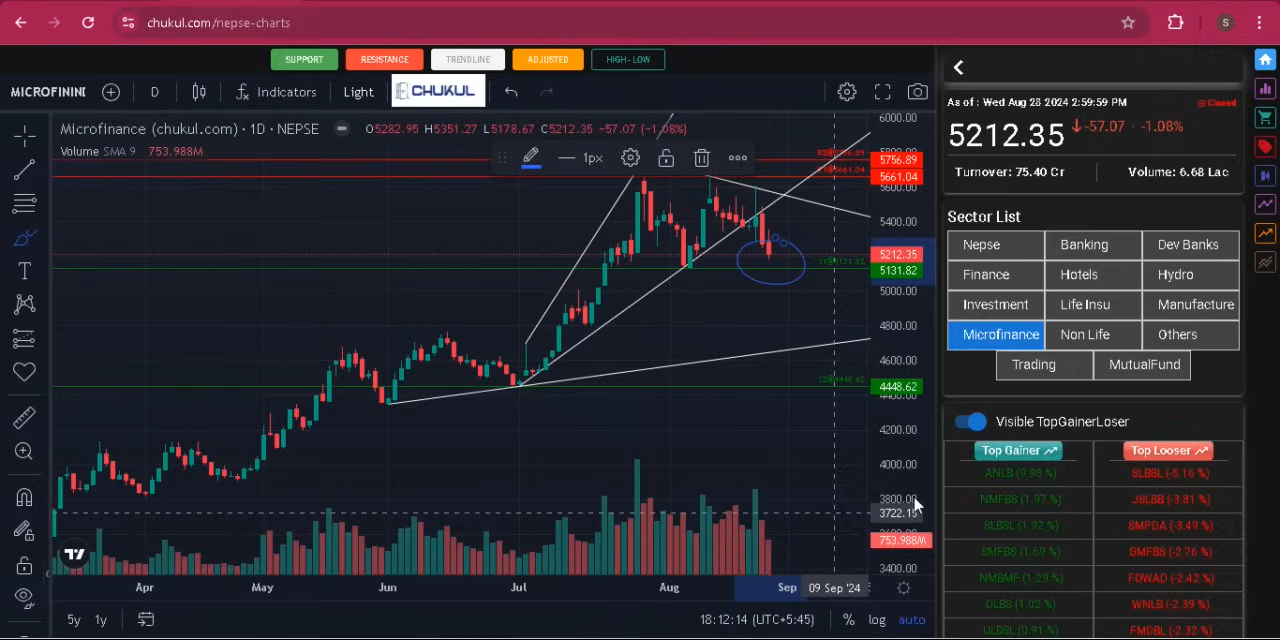 chukul.com/nepse-charts
S
SUPPORT RESISTANCE TRENDLINE ADJUSTED HIGH-LOW
MICROFININI D Indicators Light CHUKUL
Microfinance (chukul.com) · 1D · NEPSE O5282.95 H5351.27 L5178.67 C5212.35 -57.07 (-1.08%)
Volume SMA 9 753.988M
1px
6000.00
5756.89
5661.04
5600.00
5400.00
5212.35
5131.82
5000.00
4800.00
4600.00
4448.62
4400.00
4200.00
4000.00
3800.00
3722.15
753.988M
3400.00
Apr May Jun Jul Aug Sep 09 Sep '24
5y 1y 18:12:14 (UTC+5:45) % log auto
As of : Wed Aug 28 2024 2:59:59 PM Closed
5212.35 -57.07 -1.08%
Turnover: 75.40 Cr Volume: 6.68 Lac
Sector List
Nepse Banking Dev Banks
Finance Hotels Hydro
Investment Life Insu Manufacture
Microfinance Non Life Others
Trading MutualFund
Visible TopGainerLoser
Top Gainer Top Looser
ANLB (9.98 %) SLBBL (-5.16 %)
NMFBS (1.97 %) JSLBB (-3.81 %)
SLBSL (1.92 %) SMPDA (-3.49 %)
SMFBS (1.69 %) GMFBS (-2.76 %)
NMBMF (1.29 %) FOWAD (-2.42 %)
DLBS (1.02 %) WNLB (-2.39 %)
ULBSL (0.91 %) FMDBL (-2.32 %)